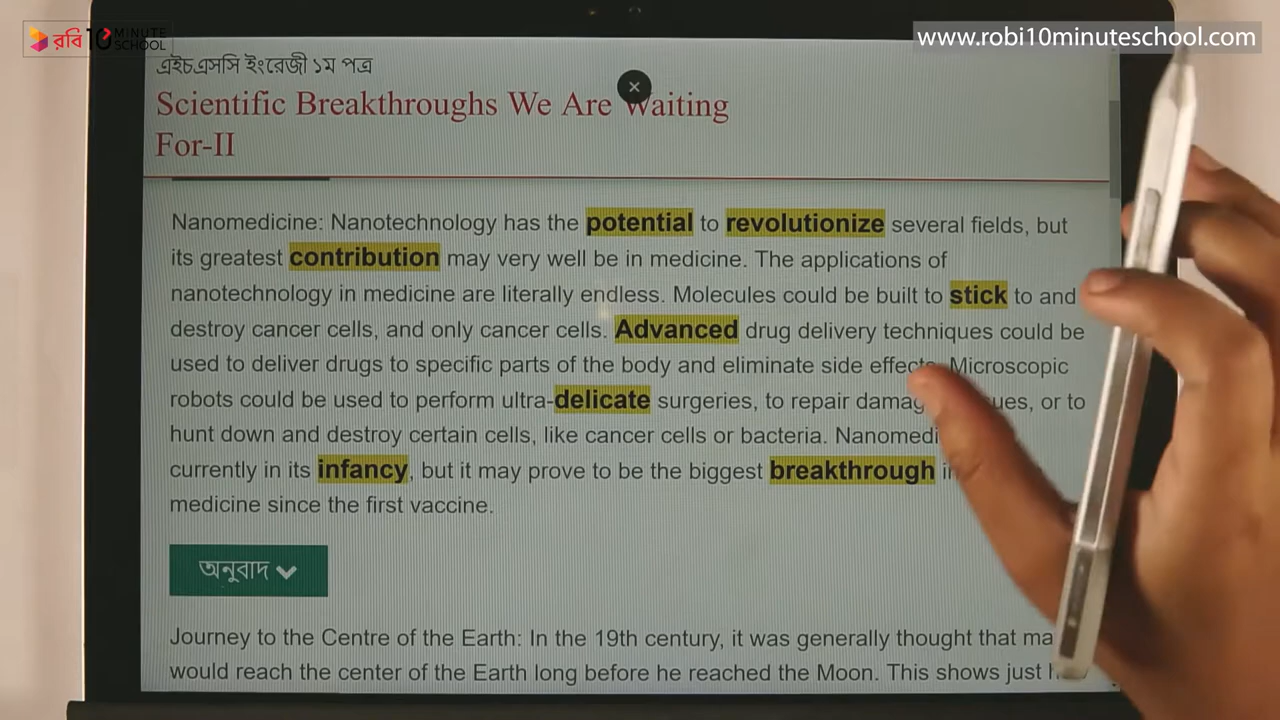 রবি 10 MINUTE SCHOOL
www.robi10minuteschool.com
এইচএসসি ইংরেজী ১ম পত্র
Scientific Breakthroughs We Are Waiting
For-II
Nanomedicine: Nanotechnology has the potential to revolutionize several fields, but
its greatest contribution may very well be in medicine. The applications of
nanotechnology in medicine are literally endless. Molecules could be built to stick to and
destroy cancer cells, and only cancer cells. Advanced drug delivery techniques could be
used to deliver drugs to specific parts of the body and eliminate side effects. Microscopic
robots could be used to perform ultra-delicate surgeries, to repair or to
hunt down and destroy certain cells, like cancer cells or bacteria.
currently in its infancy, but it may prove to be the biggest breakthrough
medicine since the first vaccine.
অনুবাদ
Journey to the Centre of the Earth: In the 19th century, it was generally thought that
would reach the center of the Earth long before he reached the Moon. This shows just